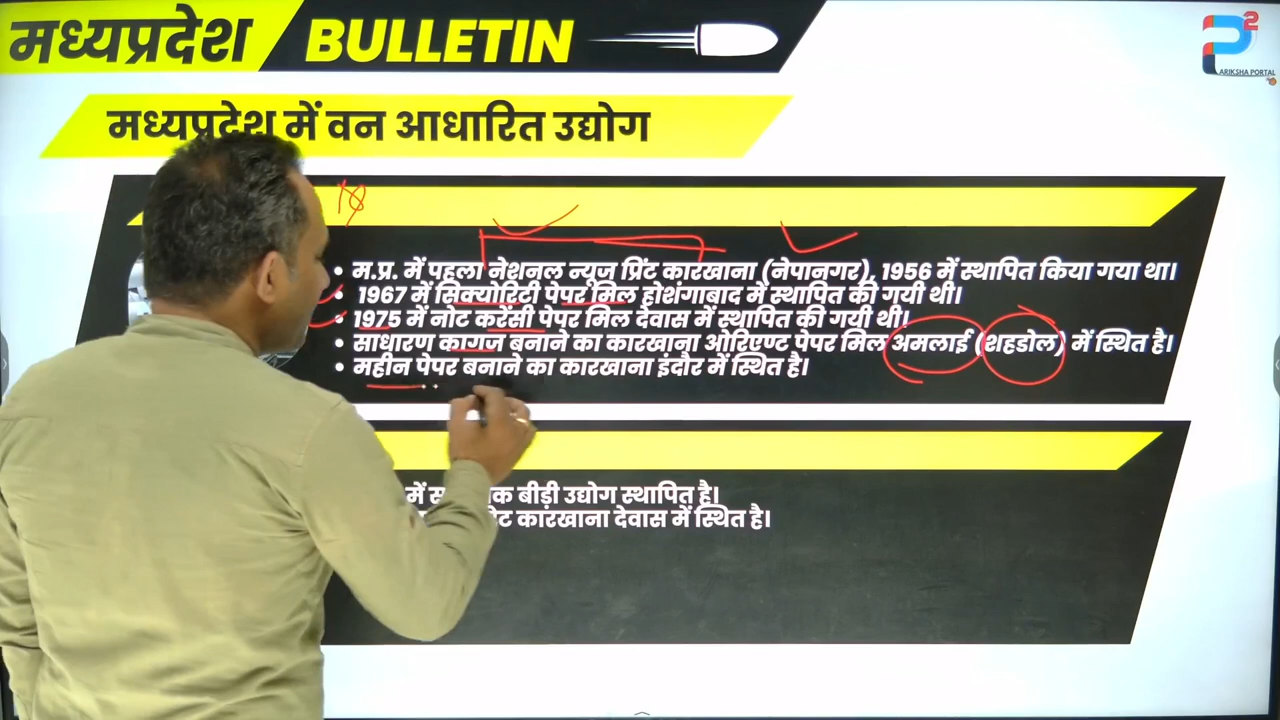 मध्यप्रदेश BULLETIN
P2
ARIKSHA PORTAL
मध्यप्रदेश में वन आधारित उद्योग
• म.प्र. में पहला नेशनल न्यूज प्रिंट कारखाना (नेपानगर), 1956 में स्थापित किया गया था।
• 1967 में सिक्योरिटी पेपर मिल होशंगाबाद में स्थापित की गयी थी।
• 1975 में नोट करेंसी पेपर मिल देवास में स्थापित की गयी थी।
• साधारण कागज बनाने का कारखाना ओरिएण्ट पेपर मिल अमलाई (शहडोल) में स्थित है।
• महीन पेपर बनाने का कारखाना इंदौर में स्थित है।
में बीड़ी उद्योग स्थापित है।
कारखाना देवास में स्थित है।